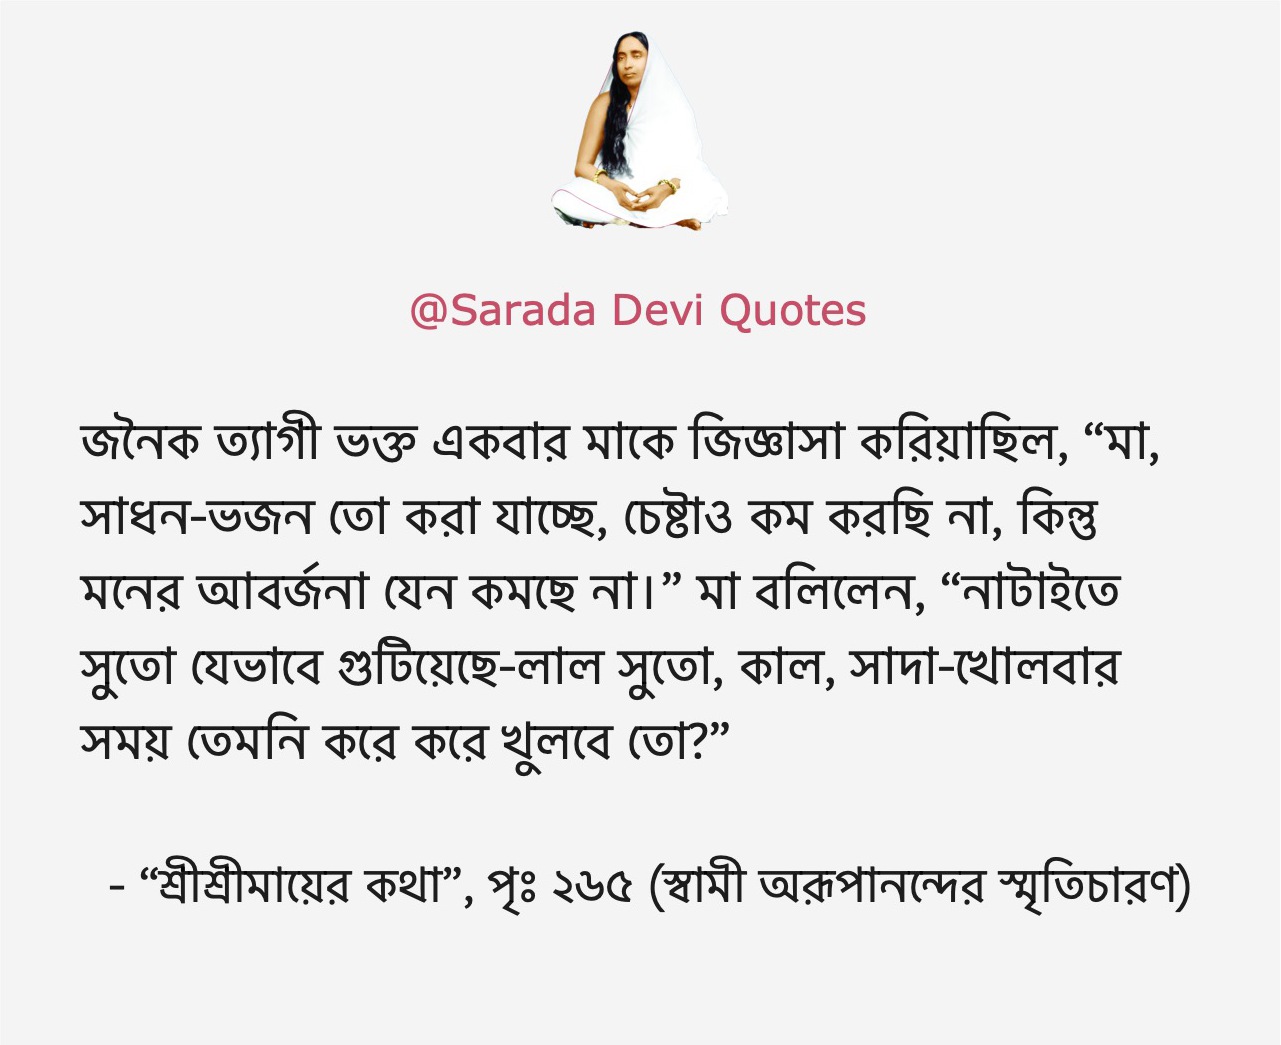 @Sarada Devi Quotes
জনৈক ত্যাগী ভক্ত একবার মাকে জিজ্ঞাসা করিয়াছিল, “মা,
সাধন-ভজন তো করা যাচ্ছে, চেষ্টাও কম করছি না, কিন্তু
মনের আবর্জনা যেন কমছে না।” মা বলিলেন, “নাটাইতে
সুতো যেভাবে গুটিয়েছে-লাল সুতো, কাল, সাদা-খোলবার
সময় তেমনি করে করে খুলবে তো?”
- “শ্রীশ্রীমায়ের কথা”, পৃঃ ২৬৫ (স্বামী অরূপানন্দের স্মৃতিচারণ)